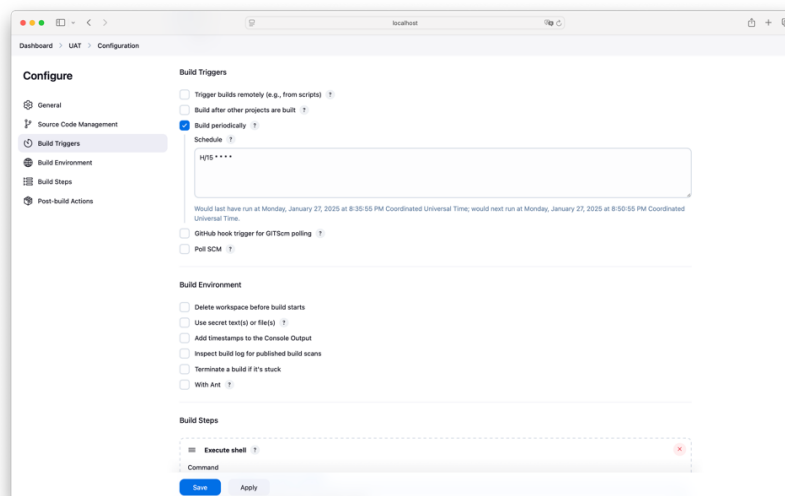 localhost
Dashboard > UAT > Configuration
Configure
General
Source Code Management
Build Triggers
Build Environment
Build Steps
Post-build Actions
Build Triggers
Trigger builds remotely (e.g., from scripts) ?
Build after other projects are built ?
Build periodically ?
Schedule ?
H/15 * * * *
Would last have run at Monday, January 27, 2025 at 8:35:55 PM Coordinated Universal Time; would next run at Monday, January 27, 2025 at 8:50:55 PM Coordinated
Universal Time.
GitHub hook trigger for GITScm polling ?
Poll SCM ?
Build Environment
Delete workspace before build starts
Use secret text(s) or file(s) ?
Add timestamps to the Console Output
Inspect build log for published build scans
Terminate a build if it's stuck
With Ant ?
Build Steps
Execute shell ?
Command
Save Apply